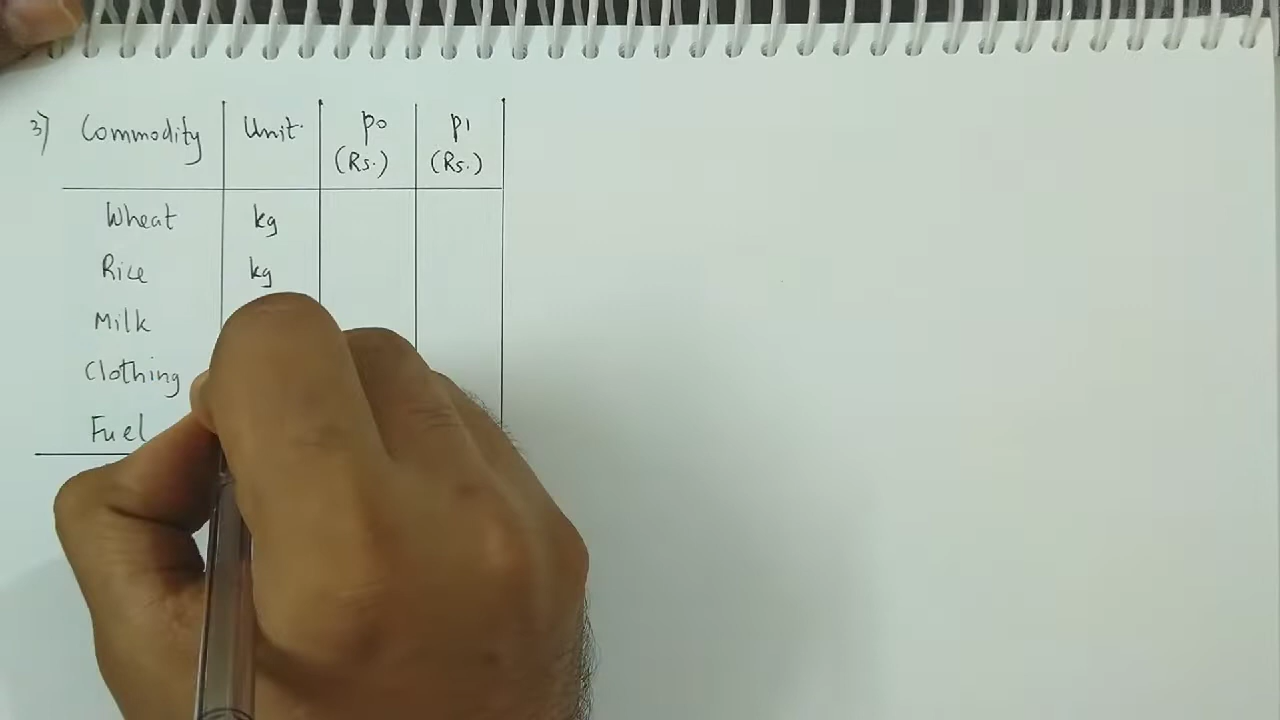 3) Commodity Unit. p0 p1
(Rs.) (Rs.)
Wheat kg
Rice kg
Milk
Clothing
Fuel